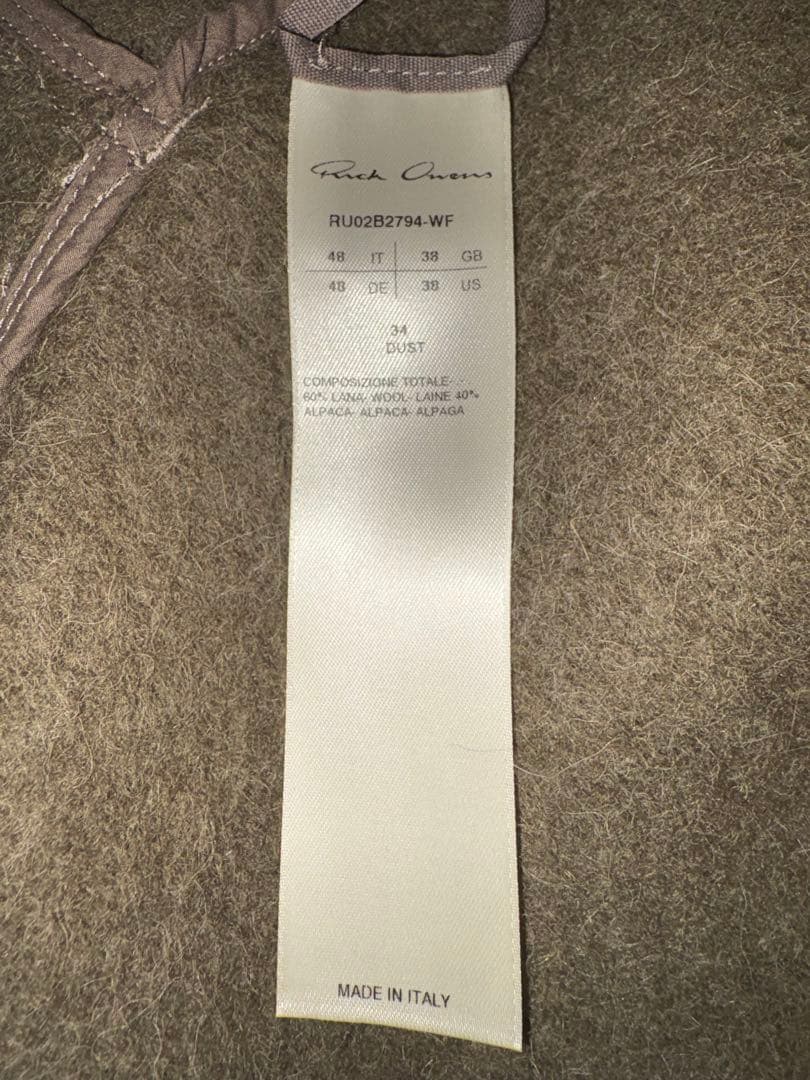 Rick Owens
RU02B2794-WF
48 IT 38 GB
48 DE 38 US
34
DUST
COMPOSIZIONE TOTALE- .-
60% LANA- WOOL- LAINE 40%
ALPACA- ALPACA- ALPAGA
MADE IN ITALY